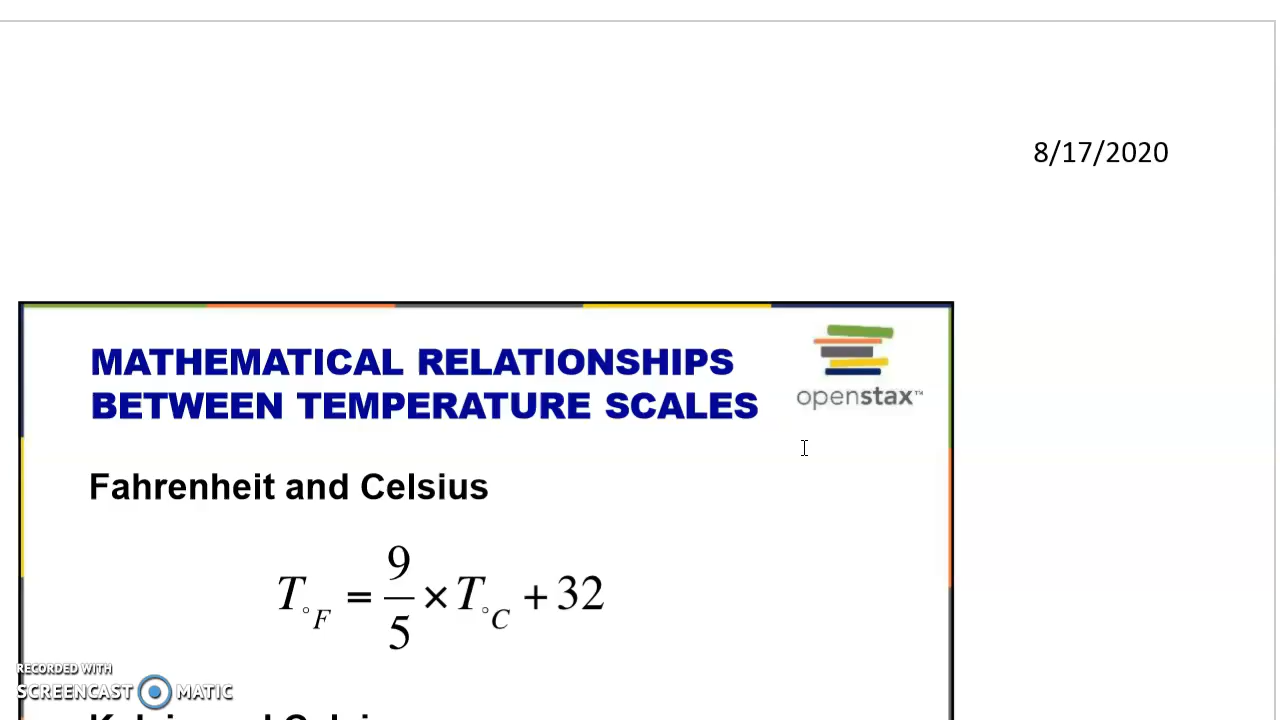 8/17/2020
MATHEMATICAL RELATIONSHIPS
BETWEEN TEMPERATURE SCALES
openstax™
Fahrenheit and Celsius
T°F = 9/5 × T°C + 32
RECORDED WITH
SCREENCAST MATIC